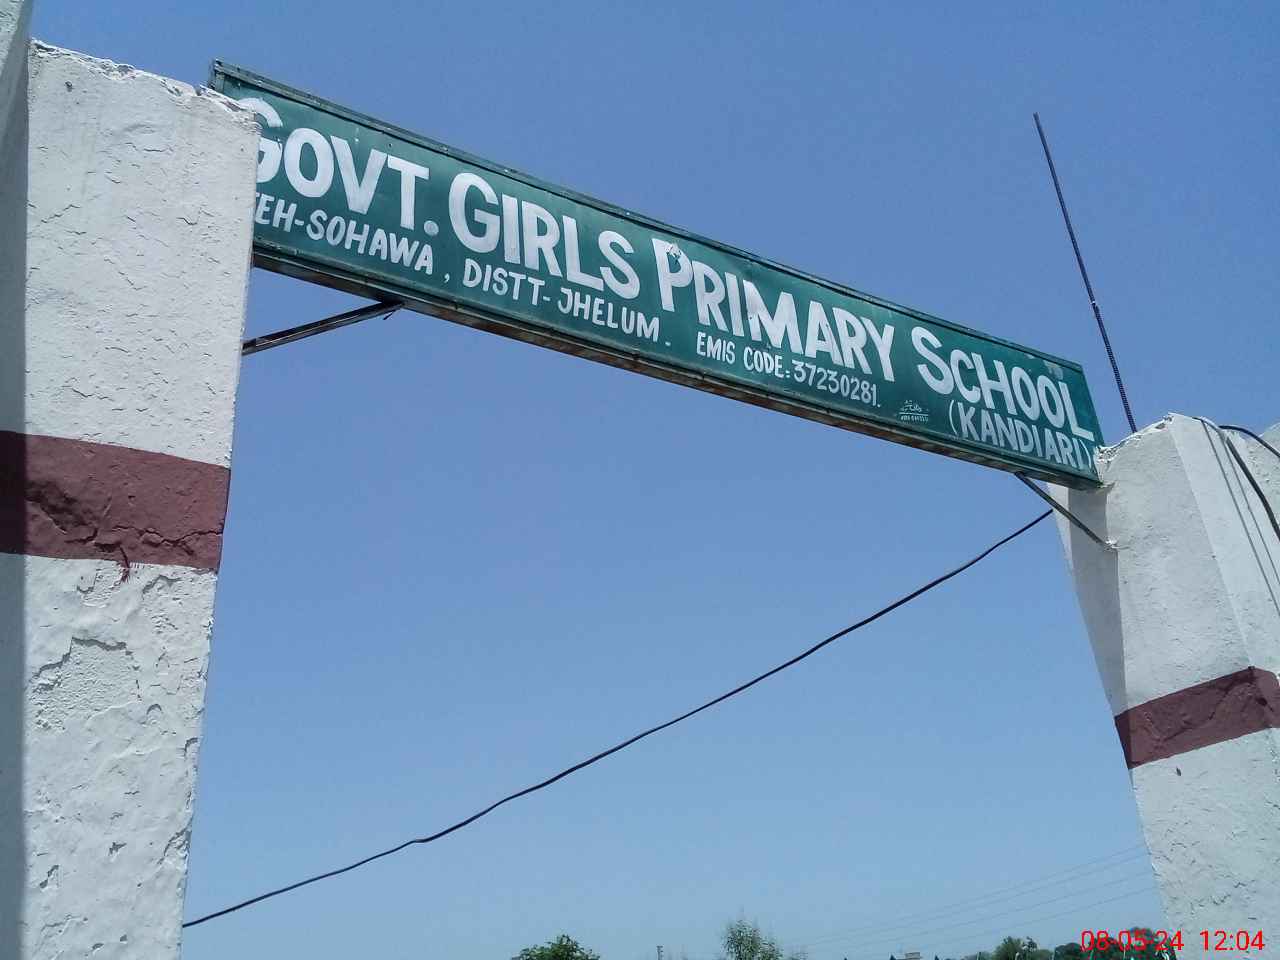 GOVT. GIRLS PRIMARY SCHOOL
TEH-SOHAWA, DISTT-JHELUM. EMIS CODE:37230281. (KANDIARI)
08-05-24 12:04